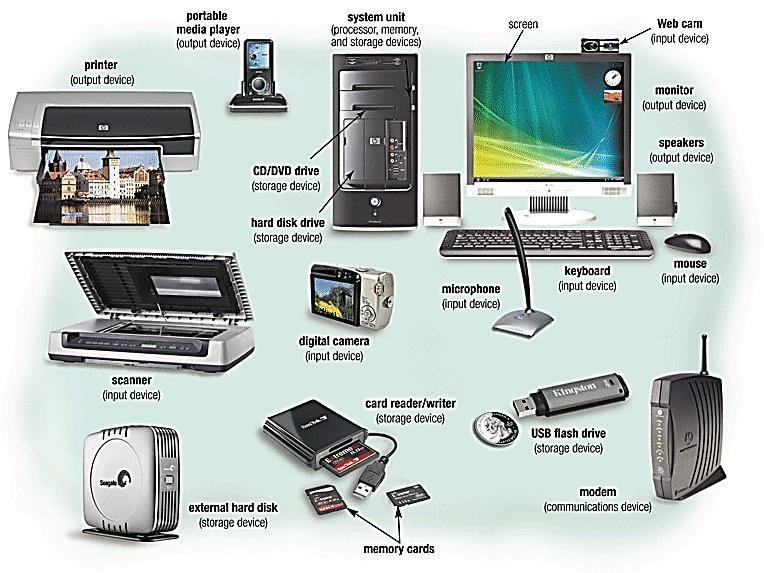 portable
media player
(output device)
system unit
(processor, memory,
and storage devices)
screen
Web cam
(input device)
printer
(output device)
monitor
(output device)
speakers
(output device)
CD/DVD drive
(storage device)
hard disk drive
(storage device)
microphone
(input device)
keyboard
(input device)
mouse
(input device)
digital camera
(input device)
scanner
(input device)
card reader/writer
(storage device)
SanDisk
Extreme
Kingston
USB flash drive
(storage device)
Seagate
external hard disk
(storage device)
modem
(communications device)
memory cards